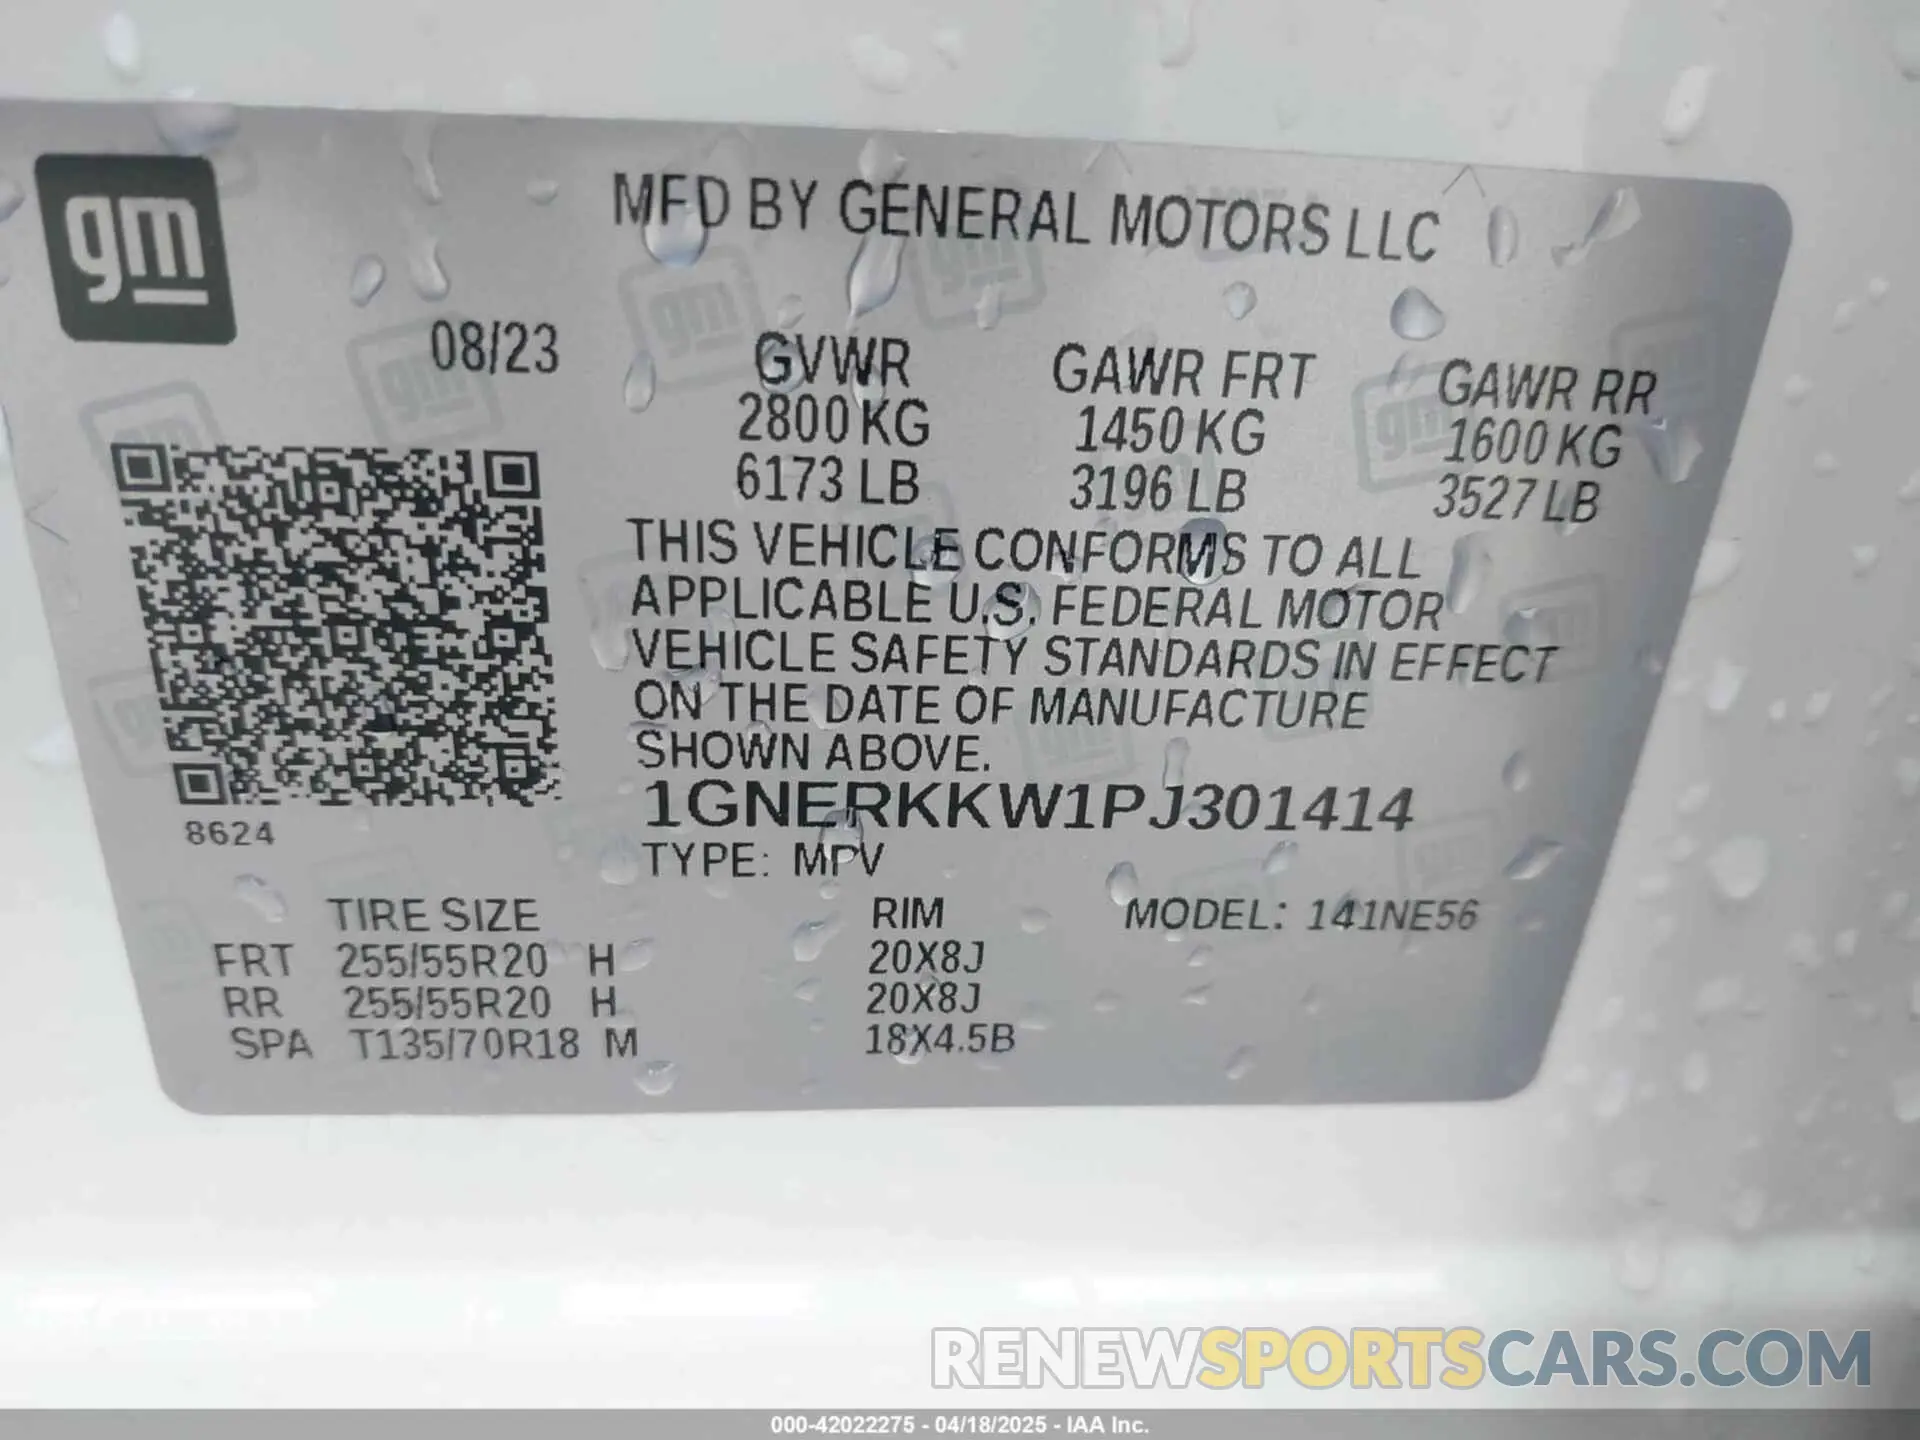 gm
MFD BY GENERAL MOTORS LLC
08/23
GVWR GAWR FRT GAWR RR
2800 KG 1450 KG 1600 KG
6173 LB 3196 LB 3527 LB
THIS VEHICLE CONFORMS TO ALL
APPLICABLE U.S. FEDERAL MOTOR
VEHICLE SAFETY STANDARDS IN EFFECT
ON THE DATE OF MANUFACTURE
SHOWN ABOVE.
1GNERKKW1PJ301414
8624
TYPE: MPV
TIRE SIZE RIM MODEL: 141NE56
FRT 255/55R20 H 20X8J
RR 255/55R20 H 20X8J
SPA T135/70R18 M 18X4.5B
RENEWSPORTSCARS.COM
000-42022275 - 04/18/2025 - IAA Inc.